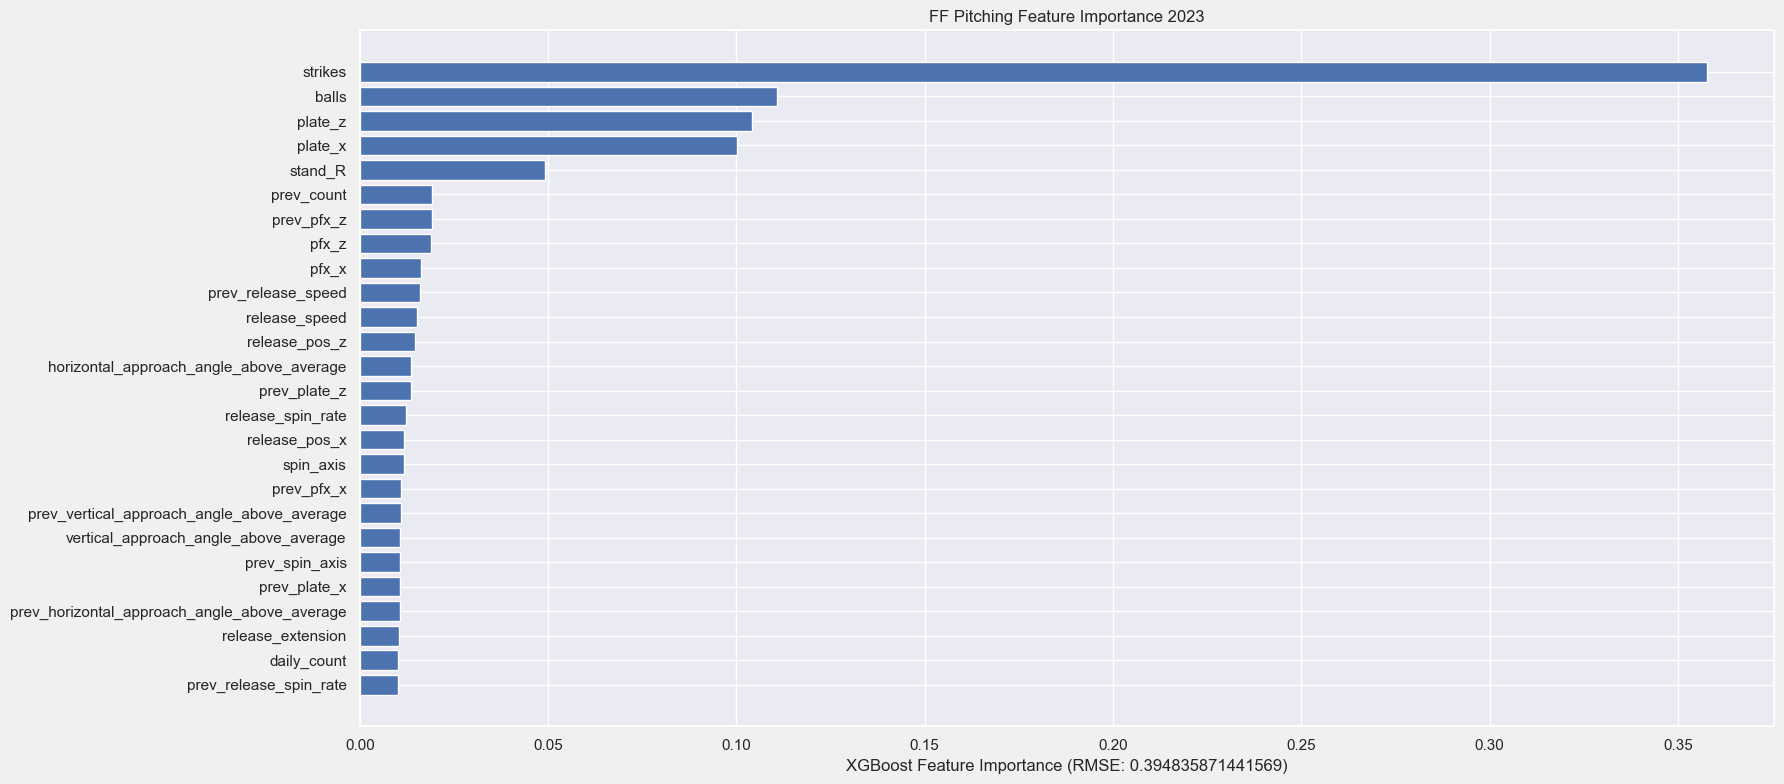 FF Pitching Feature Importance 2023
strikes
balls
plate_z
plate_x
stand_R
prev_count
prev_pfx_z
pfx_z
pfx_x
prev_release_speed
release_speed
release_pos_z
horizontal_approach_angle_above_average
prev_plate_z
release_spin_rate
release_pos_x
spin_axis
prev_pfx_x
prev_vertical_approach_angle_above_average
vertical_approach_angle_above_average
prev_spin_axis
prev_plate_x
prev_horizontal_approach_angle_above_average
release_extension
daily_count
prev_release_spin_rate
0.00 0.05 0.10 0.15 0.20 0.25 0.30 0.35
XGBoost Feature Importance (RMSE: 0.394835871441569)